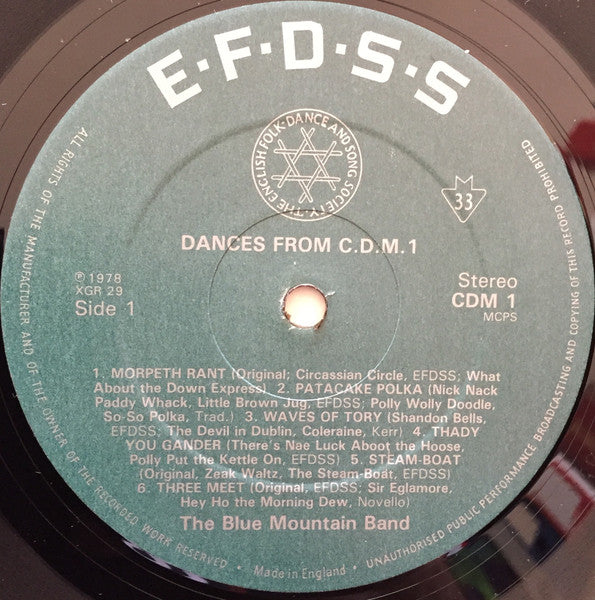 E·F·D·S·S
THE ENGLISH FOLK·DANCE AND SONG SOCIETY·
33
DANCES FROM C.D.M.1
℗ 1978
XGR 29
Side 1
Stereo
CDM 1
MCPS
1. MORPETH RANT (Original; Circassian Circle, EFDSS; What
About the Down Express) 2. PATACAKE POLKA (Nick Nack
Paddy Whack, Little Brown Jug, EFDSS; Polly Wolly Doodle,
So-So Polka, Trad.) 3. WAVES OF TORY (Shandon Bells,
EFDSS; The Devil in Dublin, Coleraine, Kerr) 4. THADY
YOU GANDER (There's Nae Luck Aboot the Hoose,
Polly Put the Kettle On, EFDSS) 5. STEAM-BOAT
(Original, Zeak Waltz, The Steam-Boat, EFDSS)
6. THREE MEET (Original, EFDSS; Sir Eglamore,
Hey Ho the Morning Dew, Novello)
The Blue Mountain Band
ALL RIGHTS OF THE MANUFACTURER AND OF THE OWNER OF THE RECORDED WORK RESERVED · Made in England · UNAUTHORISED PUBLIC PERFORMANCE BROADCASTING AND COPYING OF THIS RECORD PROHIBITED